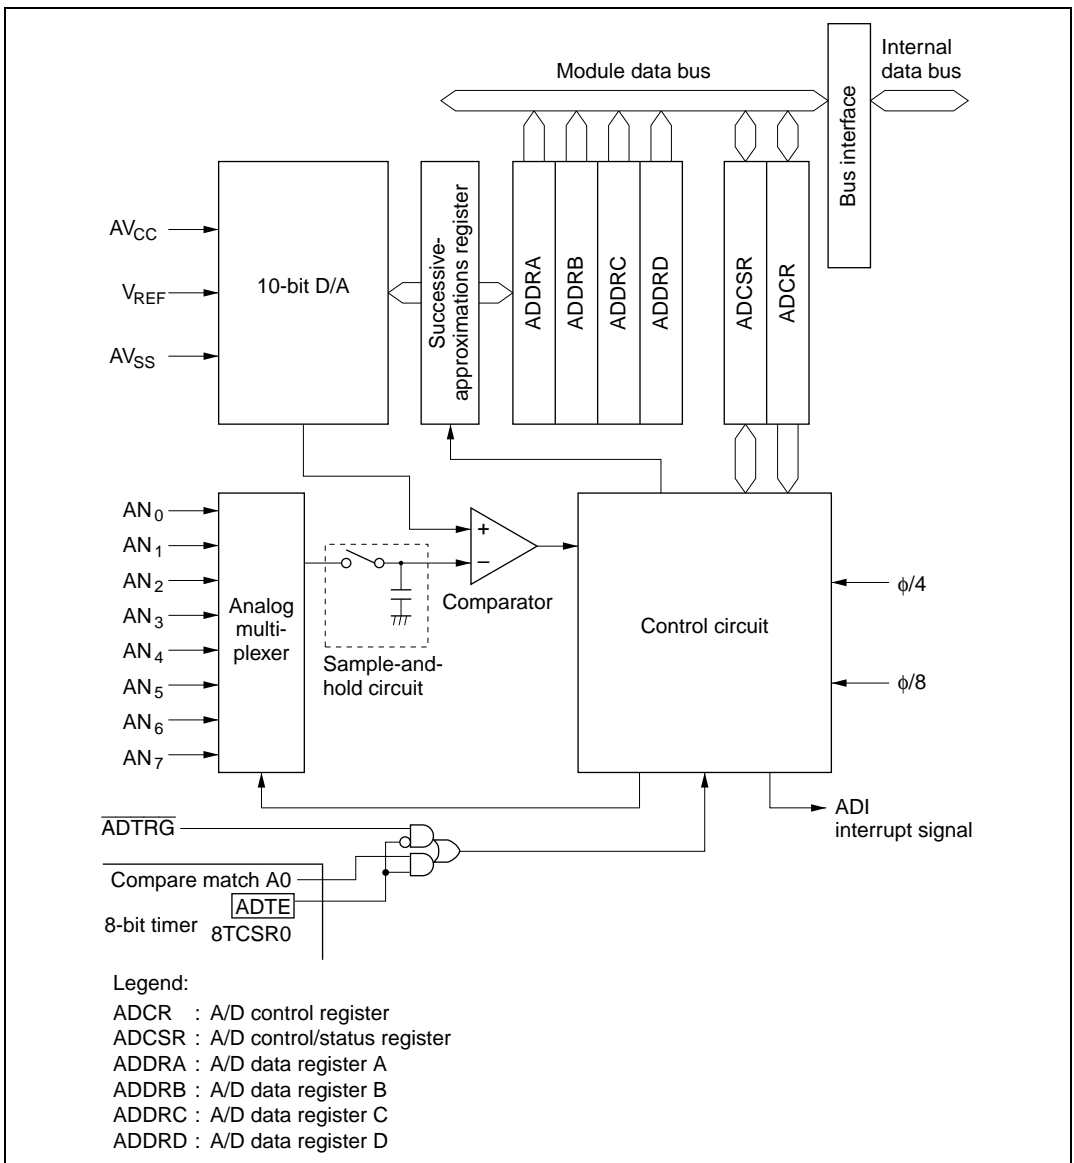 Internal
data bus
Module data bus
Bus interface
AVCC
VREF
AVSS
10-bit D/A
Successive-
approximations register
ADDRA
ADDRB
ADDRC
ADDRD
ADCSR
ADCR
AN0
AN1
AN2
AN3
AN4
AN5
AN6
AN7
Analog
multi-
plexer
+
−
Comparator
Sample-and-
hold circuit
Control circuit
ϕ/4
ϕ/8
ADI
interrupt signal
ADTRG
Compare match A0
ADTE
8-bit timer
8TCSR0
Legend:
ADCR : A/D control register
ADCSR : A/D control/status register
ADDRA : A/D data register A
ADDRB : A/D data register B
ADDRC : A/D data register C
ADDRD : A/D data register D